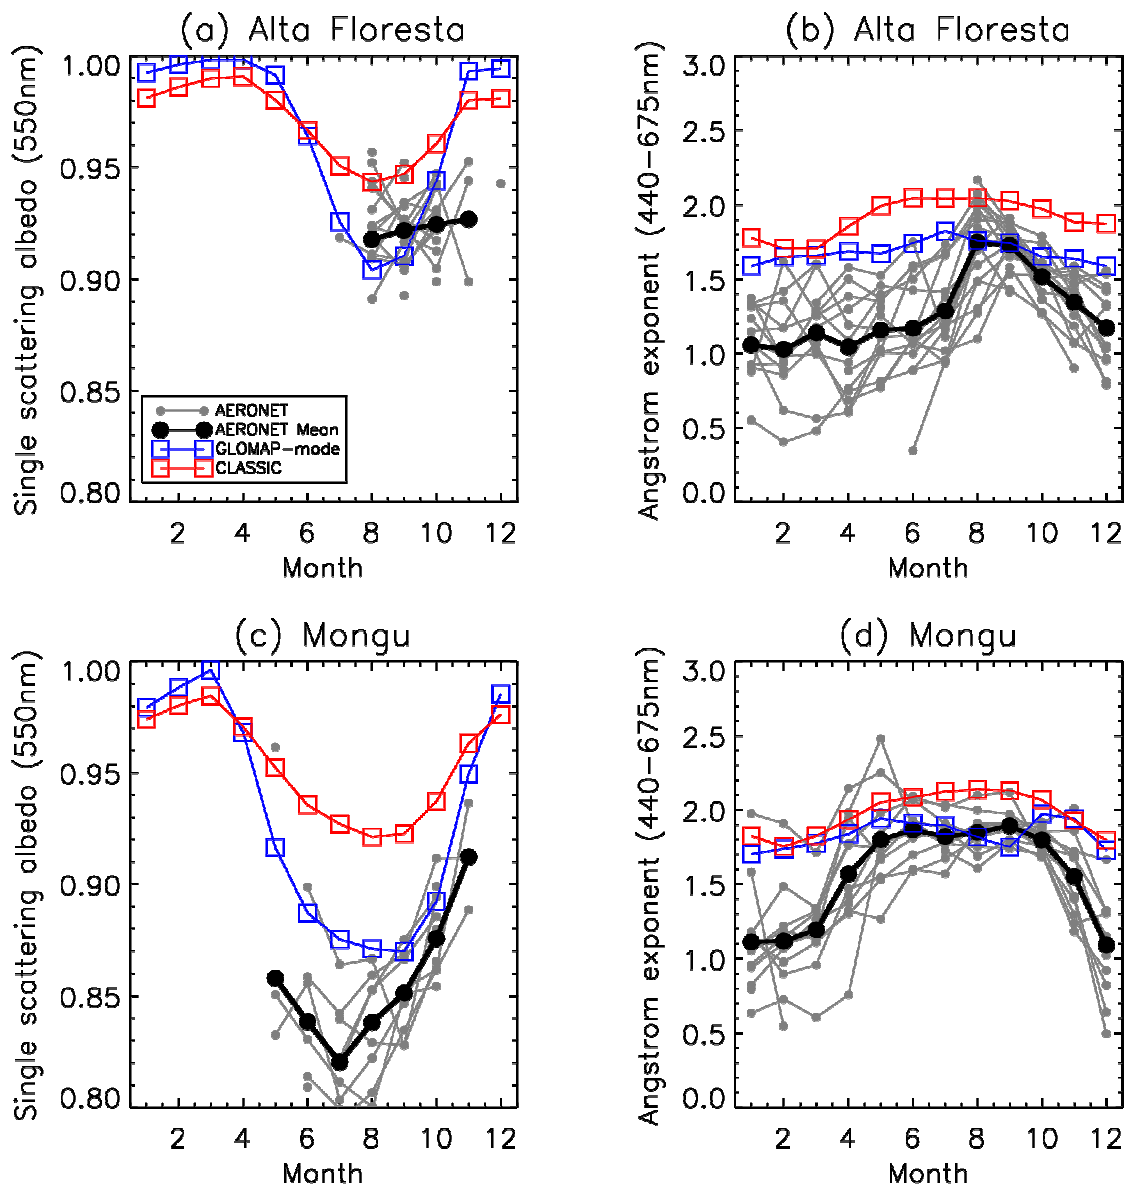 (a) Alta Floresta
Single scattering albedo (550nm)
1.00
0.95
0.90
0.85
0.80
AERONET
AERONET Mean
GLOMAP-mode
CLASSIC
2 4 6 8 10 12
Month
(b) Alta Floresta
Angstrom exponent (440-675nm)
3.0
2.5
2.0
1.5
1.0
0.5
0.0
2 4 6 8 10 12
Month
(c) Mongu
Single scattering albedo (550nm)
1.00
0.95
0.90
0.85
0.80
2 4 6 8 10 12
Month
(d) Mongu
Angstrom exponent (440-675nm)
3.0
2.5
2.0
1.5
1.0
0.5
0.0
2 4 6 8 10 12
Month